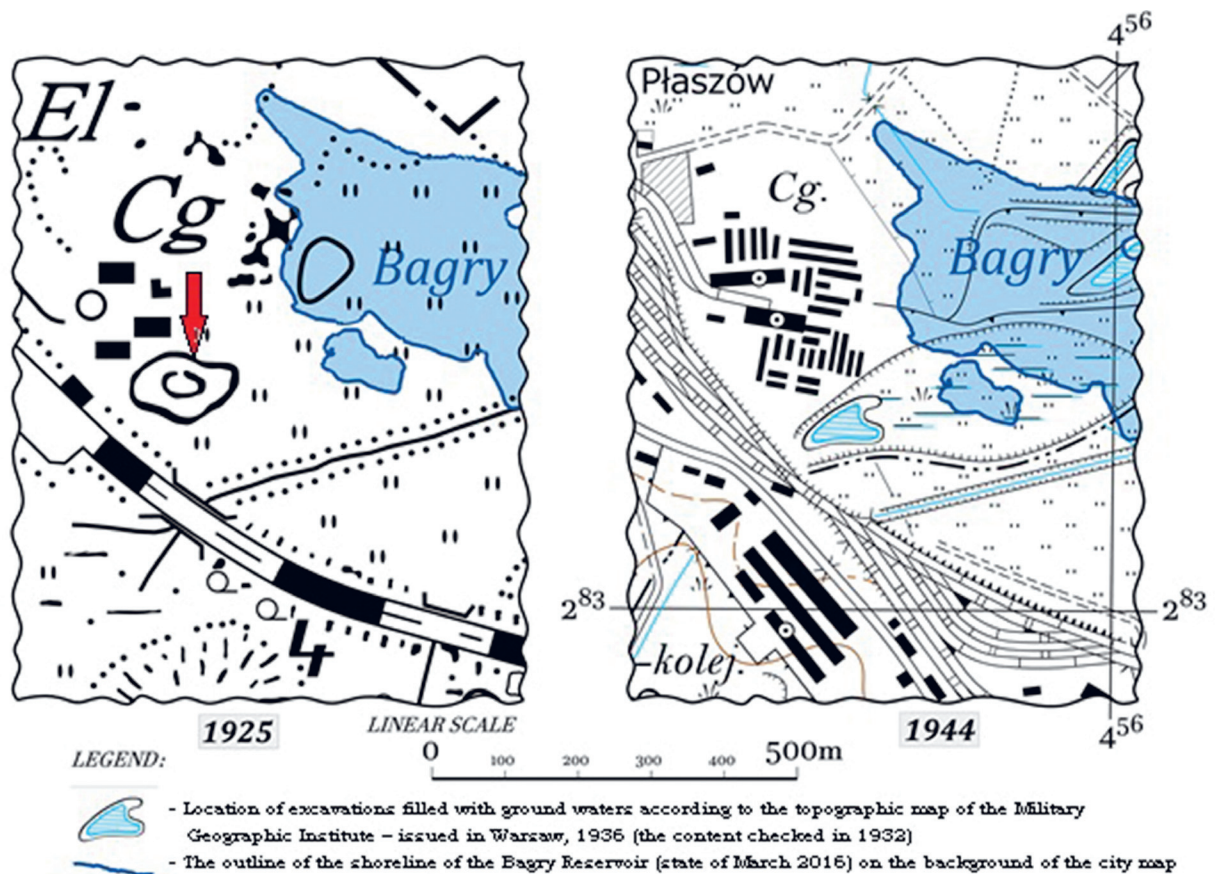 El
Cg
Bagry
4
1925
Płaszów
4⁵⁶
Cg.
Bagry
2⁸³
2⁸³
-kolej.
1944
4⁵⁶
LINEAR SCALE
0 100 200 300 400 500m
LEGEND:
- Location of excavations filled with ground waters according to the topographic map of the Military
Geographic Institute – issued in Warsaw, 1936 (the content checked in 1932)
- The outline of the shoreline of the Bagry Reservoir (state of March 2016) on the background of the city map